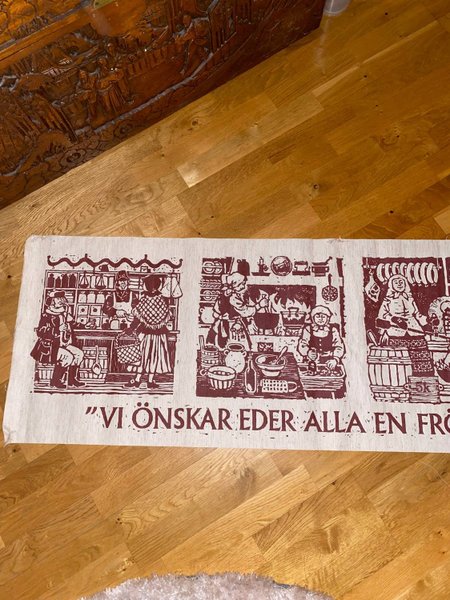 ”VI ÖNSKAR EDER ALLA EN FRÖ